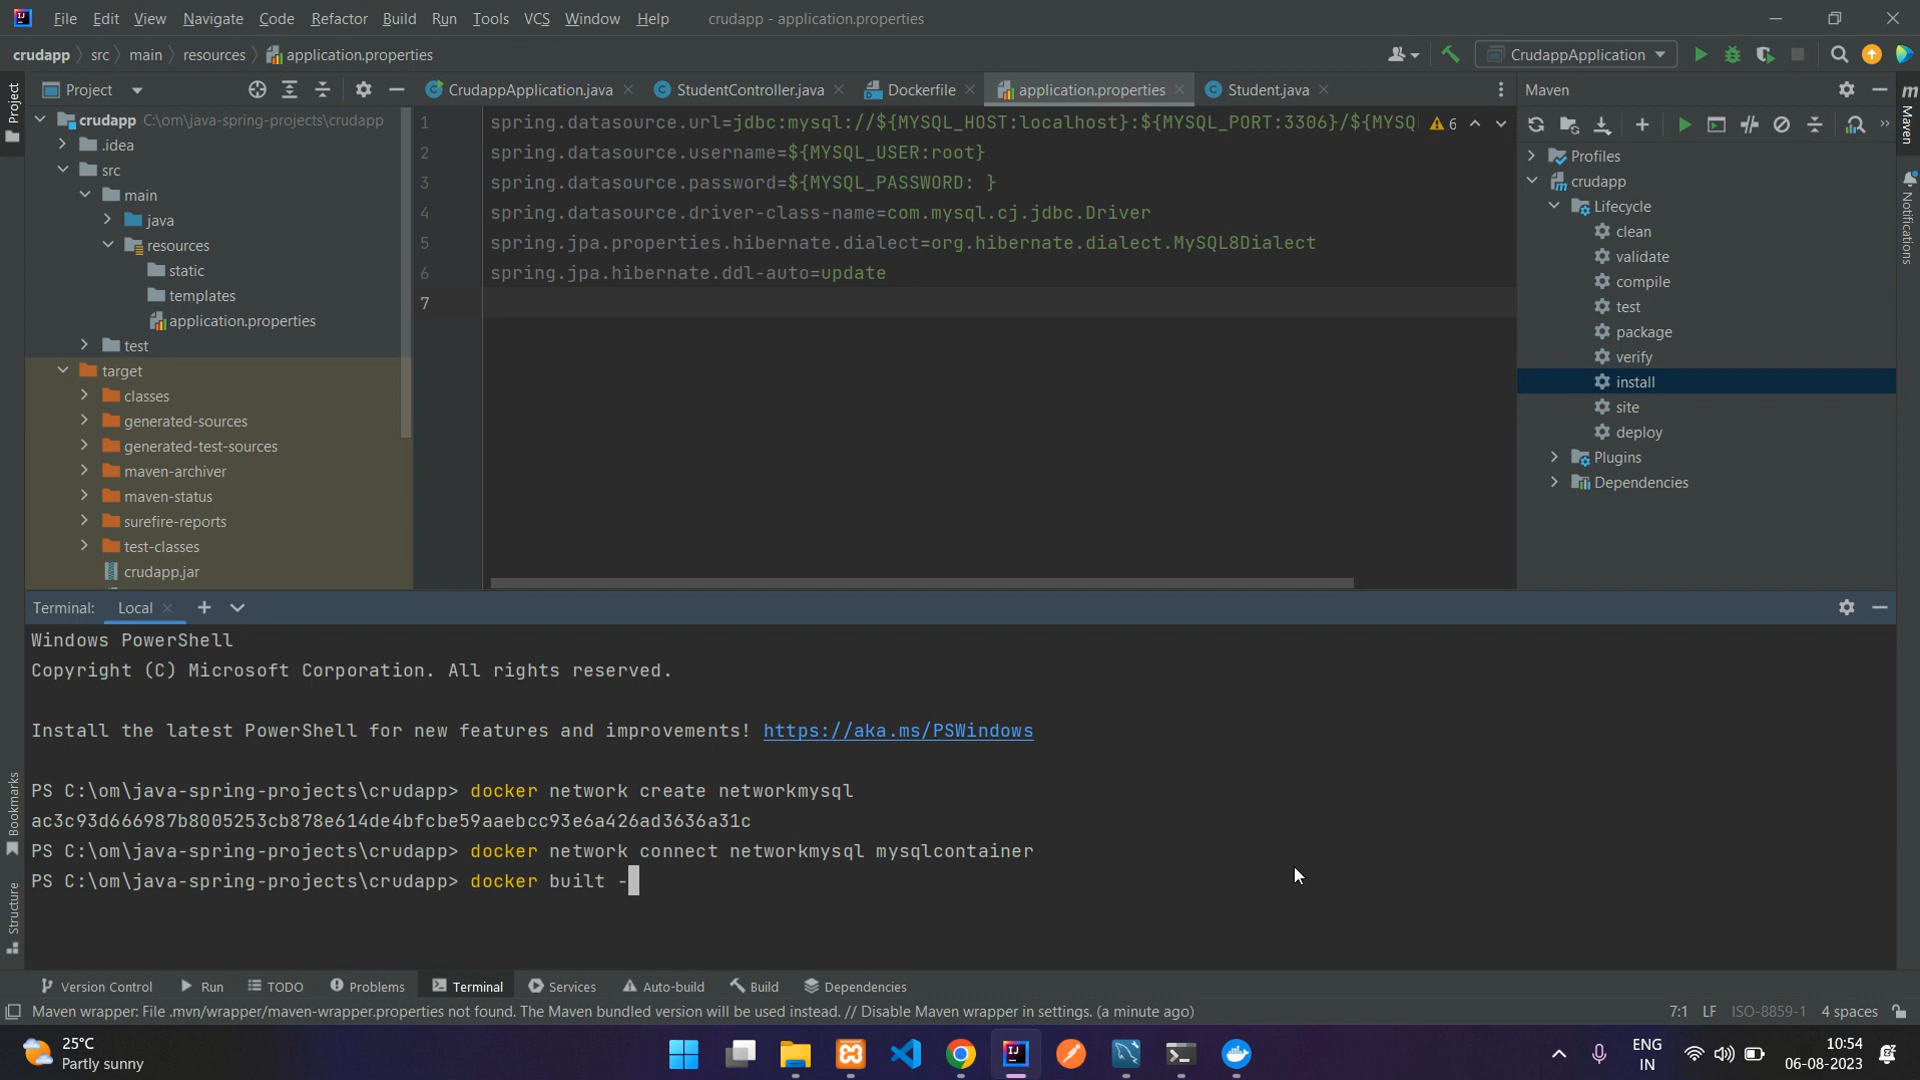 File Edit View Navigate Code Refactor Build Run Tools VCS Window Help crudapp - application.properties
crudapp src main resources application.properties CrudappApplication
Project CrudappApplication.java StudentController.java Dockerfile application.properties Student.java Maven
Project
crudapp C:\om\java-spring-projects\crudapp
.idea
src
main
java
resources
static
templates
application.properties
test
target
classes
generated-sources
generated-test-sources
maven-archiver
maven-status
surefire-reports
test-classes
crudapp.jar
1 spring.datasource.url=jdbc:mysql://${MYSQL_HOST:localhost}:${MYSQL_PORT:3306}/${MYSQ 6
2 spring.datasource.username=${MYSQL_USER:root}
3 spring.datasource.password=${MYSQL_PASSWORD: }
4 spring.datasource.driver-class-name=com.mysql.cj.jdbc.Driver
5 spring.jpa.properties.hibernate.dialect=org.hibernate.dialect.MySQL8Dialect
6 spring.jpa.hibernate.ddl-auto=update
7
Profiles
crudapp
Lifecycle
clean
validate
compile
test
package
verify
install
site
deploy
Plugins
Dependencies
Maven
Notifications
Terminal: Local
Windows PowerShell
Copyright (C) Microsoft Corporation. All rights reserved.
Install the latest PowerShell for new features and improvements! https://aka.ms/PSWindows
PS C:\om\java-spring-projects\crudapp> docker network create networkmysql
ac3c93d666987b8005253cb878e614de4bfcbe59aaebcc93e6a426ad3636a31c
PS C:\om\java-spring-projects\crudapp> docker network connect networkmysql mysqlcontainer
PS C:\om\java-spring-projects\crudapp> docker built -
Bookmarks
Structure
Version Control Run TODO Problems Terminal Services Auto-build Build Dependencies
Maven wrapper: File .mvn/wrapper/maven-wrapper.properties not found. The Maven bundled version will be used instead. // Disable Maven wrapper in settings. (a minute ago) 7:1 LF ISO-8859-1 4 spaces
25°C
Partly sunny
ENG
IN
10:54
06-08-2023